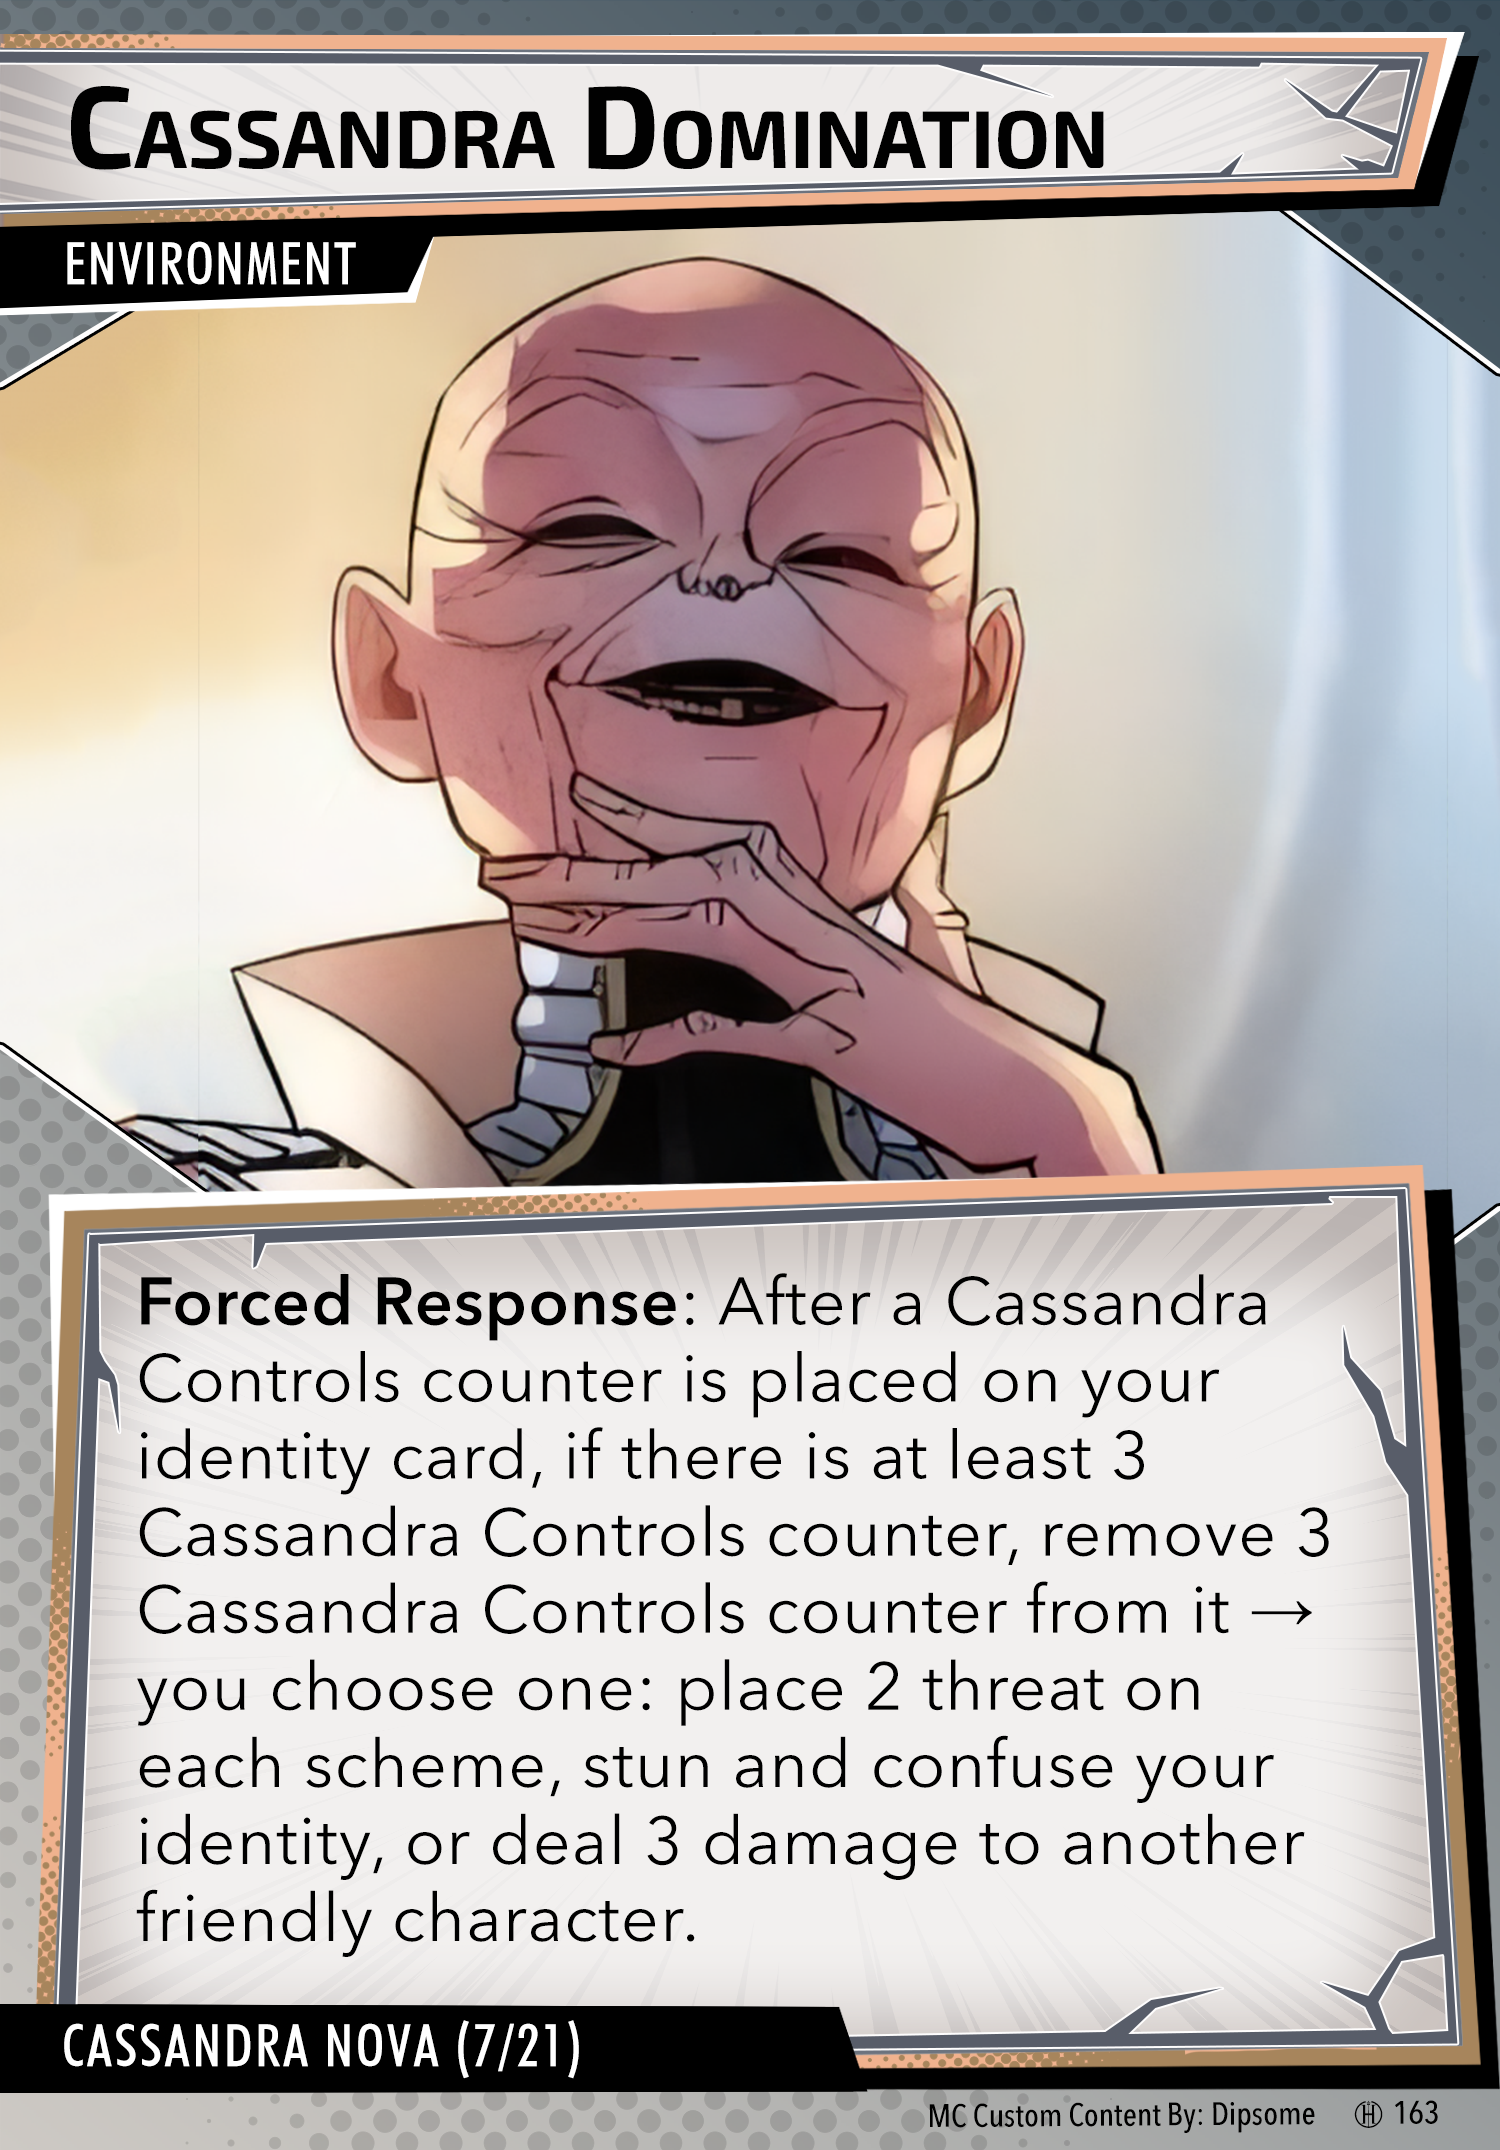 Cassandra Domination
ENVIRONMENT
Forced Response: After a Cassandra
Controls counter is placed on your
identity card, if there is at least 3
Cassandra Controls counter, remove 3
Cassandra Controls counter from it →
you choose one: place 2 threat on
each scheme, stun and confuse your
identity, or deal 3 damage to another
friendly character.
CASSANDRA NOVA (7/21)
MC Custom Content By: Dipsome 163